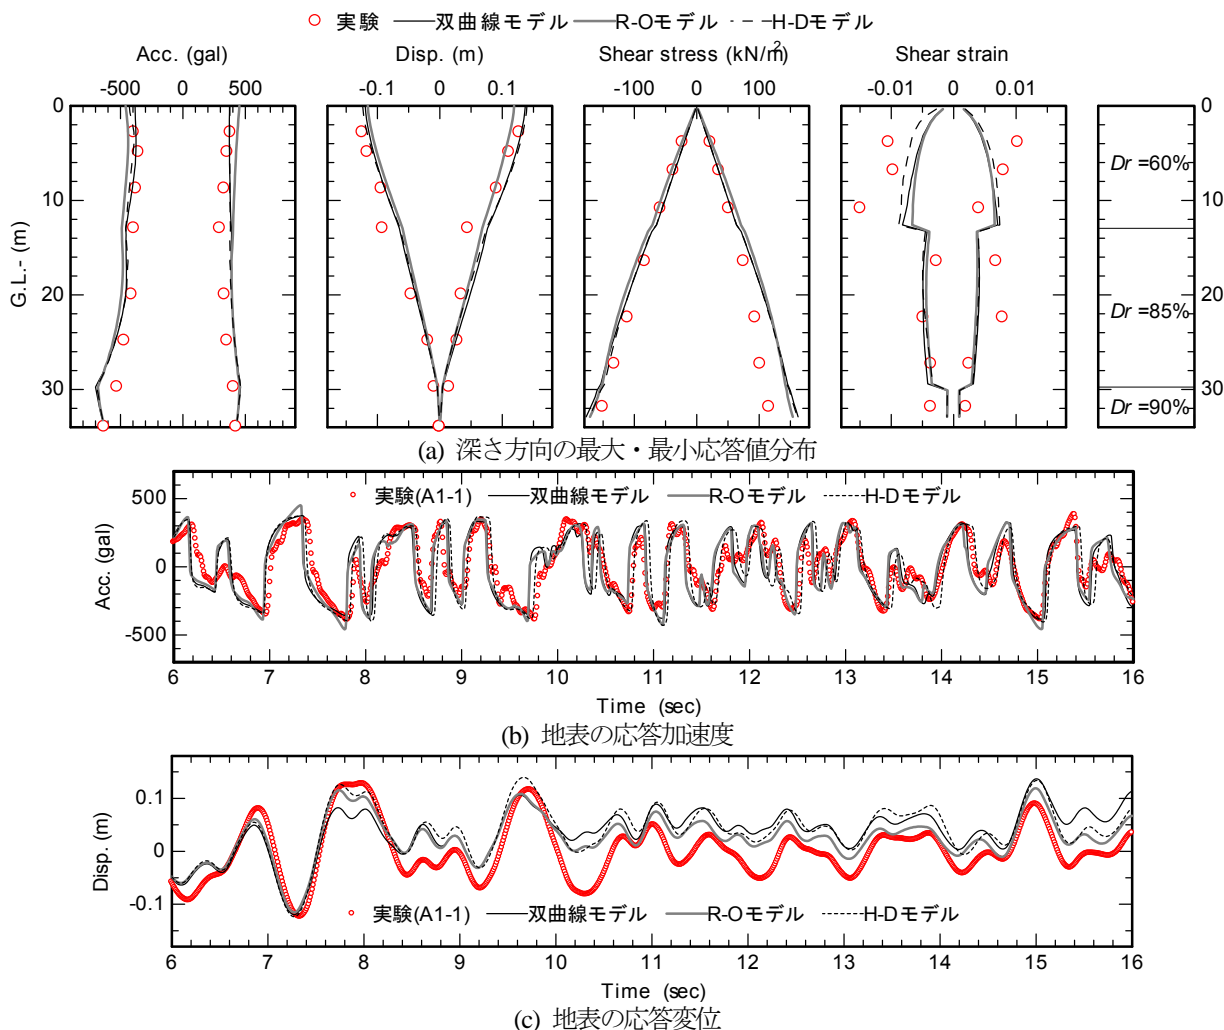 実験 双曲線モデル R-Oモデル H-Dモデル
Acc. (gal) Disp. (m) Shear stress (kN/m²) Shear strain
-500 0 500 -0.1 0 0.1 -100 0 100 -0.01 0 0.01
0 0
Dr =60%
10 10
G.L.- (m)
20 Dr =85% 20
30 30
Dr =90%
(a) 深さ方向の最大・最小応答値分布
500 実験(A1-1) 双曲線モデル R-Oモデル H-Dモデル
Acc. (gal)
0
-500
6 7 8 9 10 11 12 13 14 15 16
Time (sec)
(b) 地表の応答加速度
0.1
Disp. (m)
0
-0.1 実験(A1-1) 双曲線モデル R-Oモデル H-Dモデル
6 7 8 9 10 11 12 13 14 15 16
Time (sec)
(c) 地表の応答変位